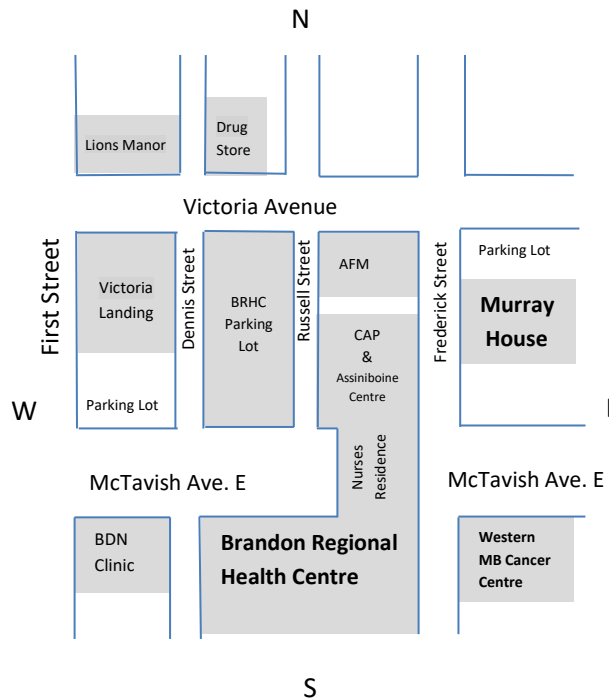 N
Lions Manor
Drug
Store
Victoria Avenue
First Street
Victoria
Landing
Parking Lot
Dennis Street
BRHC
Parking
Lot
Russell Street
AFM
CAP
&
Assiniboine
Centre
Nurses
Residence
Frederick Street
Parking Lot
Murray
House
W
McTavish Ave. E
McTavish Ave. E
BDN
Clinic
Brandon Regional
Health Centre
Western
MB Cancer
Centre
S